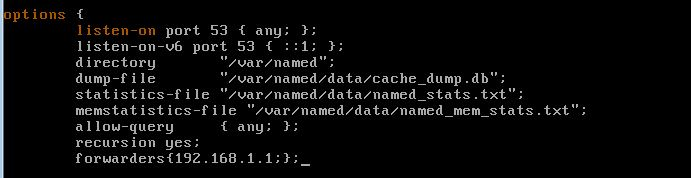 options {
listen-on port 53 { any; };
listen-on-v6 port 53 { ::1; };
directory "/var/named";
dump-file "/var/named/data/cache_dump.db";
statistics-file "/var/named/data/named_stats.txt";
memstatistics-file "/var/named/data/named_mem_stats.txt";
allow-query { any; };
recursion yes;
forwarders{192.168.1.1;};_